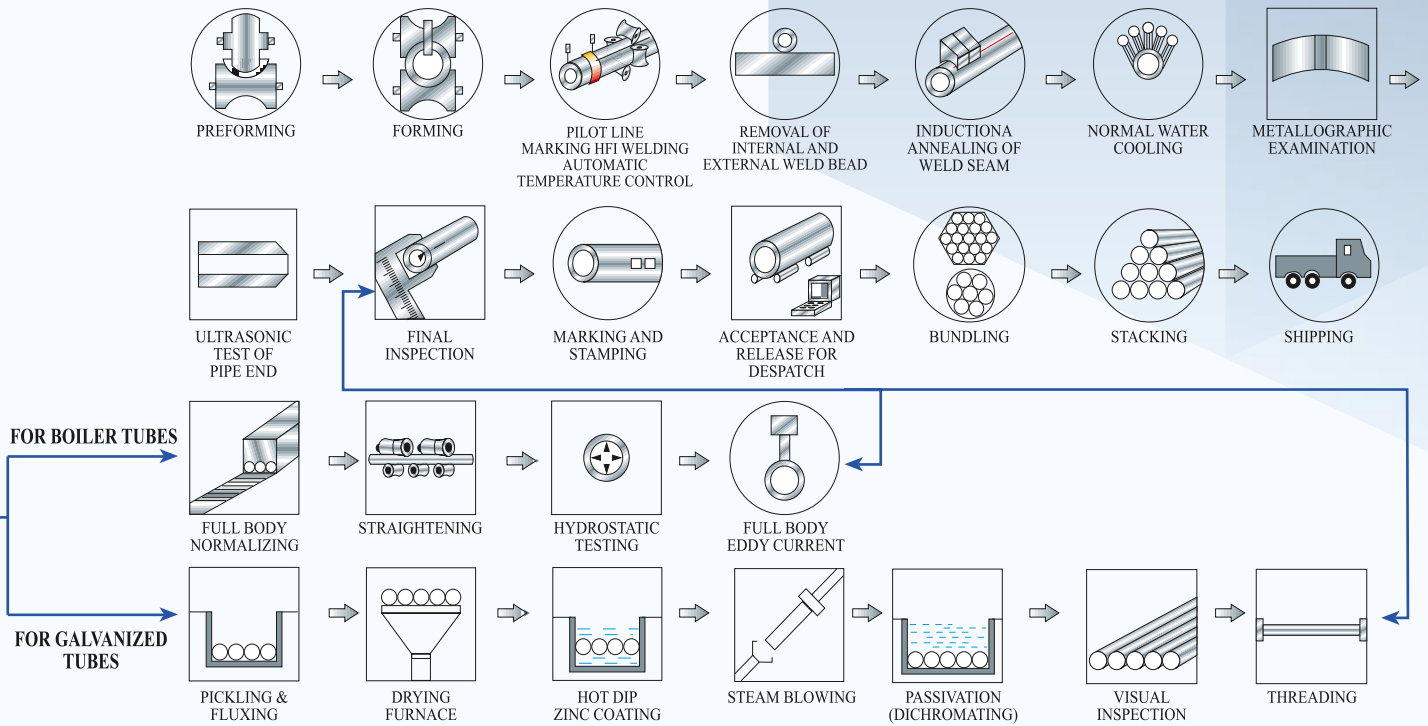 PREFORMING
FORMING
PILOT LINE
MARKING HFI WELDING
AUTOMATIC
TEMPERATURE CONTROL
REMOVAL OF
INTERNAL AND
EXTERNAL WELD BEAD
INDUCTIONA
ANNEALING OF
WELD SEAM
NORMAL WATER
COOLING
METALLOGRAPHIC
EXAMINATION
ULTRASONIC
TEST OF
PIPE END
FINAL
INSPECTION
MARKING AND
STAMPING
ACCEPTANCE AND
RELEASE FOR
DESPATCH
BUNDLING
STACKING
SHIPPING
FOR BOILER TUBES
FULL BODY
NORMALIZING
STRAIGHTENING
HYDROSTATIC
TESTING
FULL BODY
EDDY CURRENT
FOR GALVANIZED
TUBES
PICKLING &
FLUXING
DRYING
FURNACE
HOT DIP
ZINC COATING
STEAM BLOWING
PASSIVATION
(DICHROMATING)
VISUAL
INSPECTION
THREADING